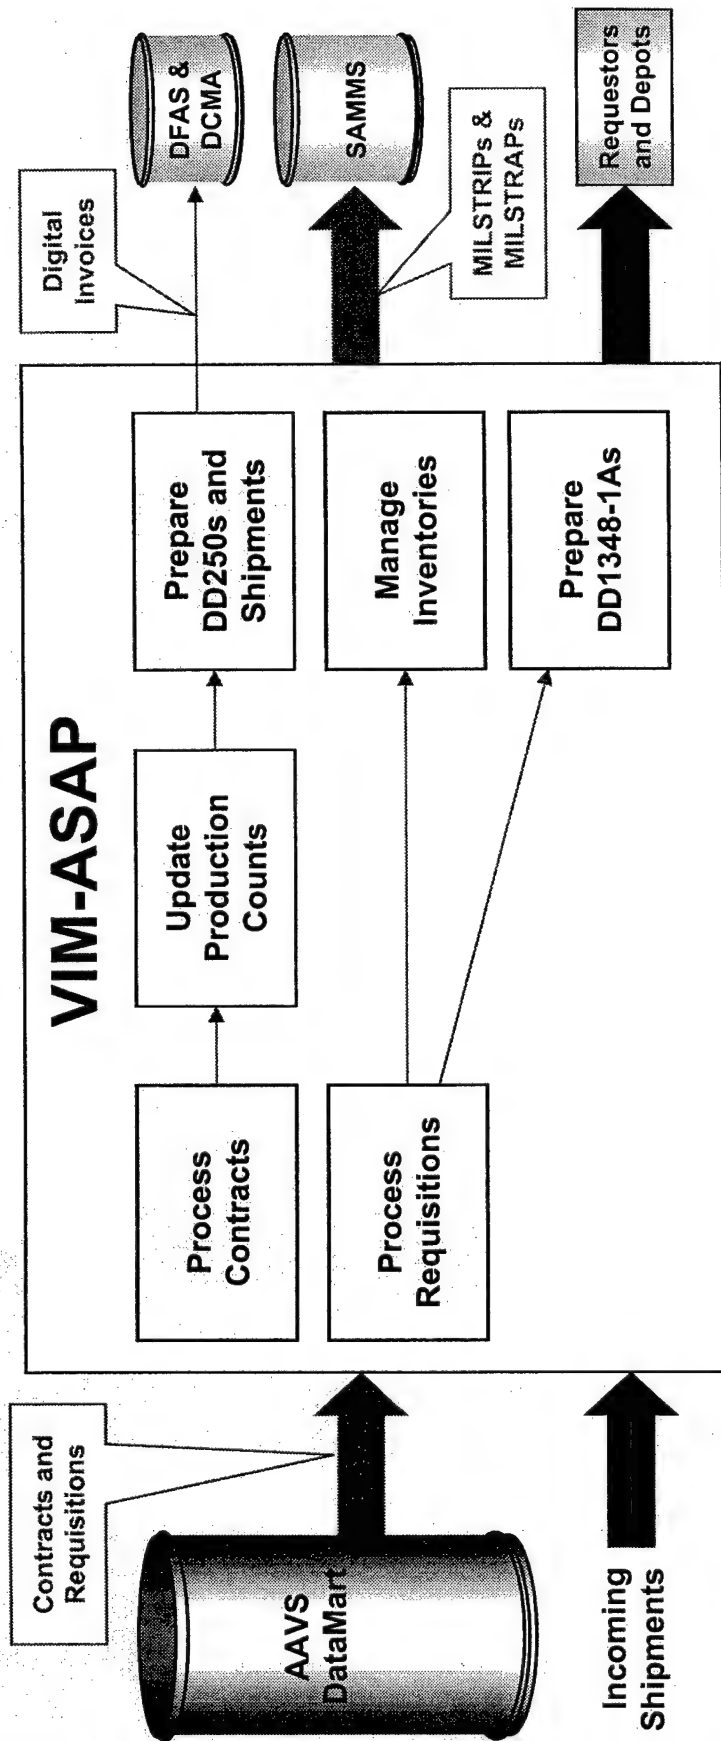 VIM-ASAP
Contracts and
Requisitions
AAVS
DataMart
Incoming
Shipments
Process
Contracts
Update
Production
Counts
Prepare
DD250s and
Shipments
Process
Requisitions
Manage
Inventories
Prepare
DD1348-1As
Digital
Invoices
DFAS &
DCMA
SAMMS
MILSTRIPs &
MILSTRAPs
Requestors
and Depots